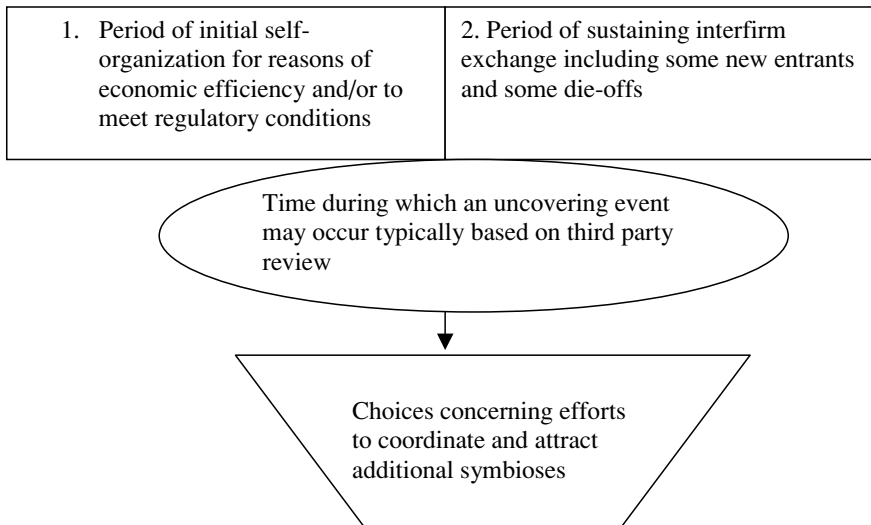 1. Period of initial self-
organization for reasons of
economic efficiency and/or to
meet regulatory conditions
2. Period of sustaining interfirm
exchange including some new entrants
and some die-offs
Time during which an uncovering event
may occur typically based on third party
review
Choices concerning efforts
to coordinate and attract
additional symbioses